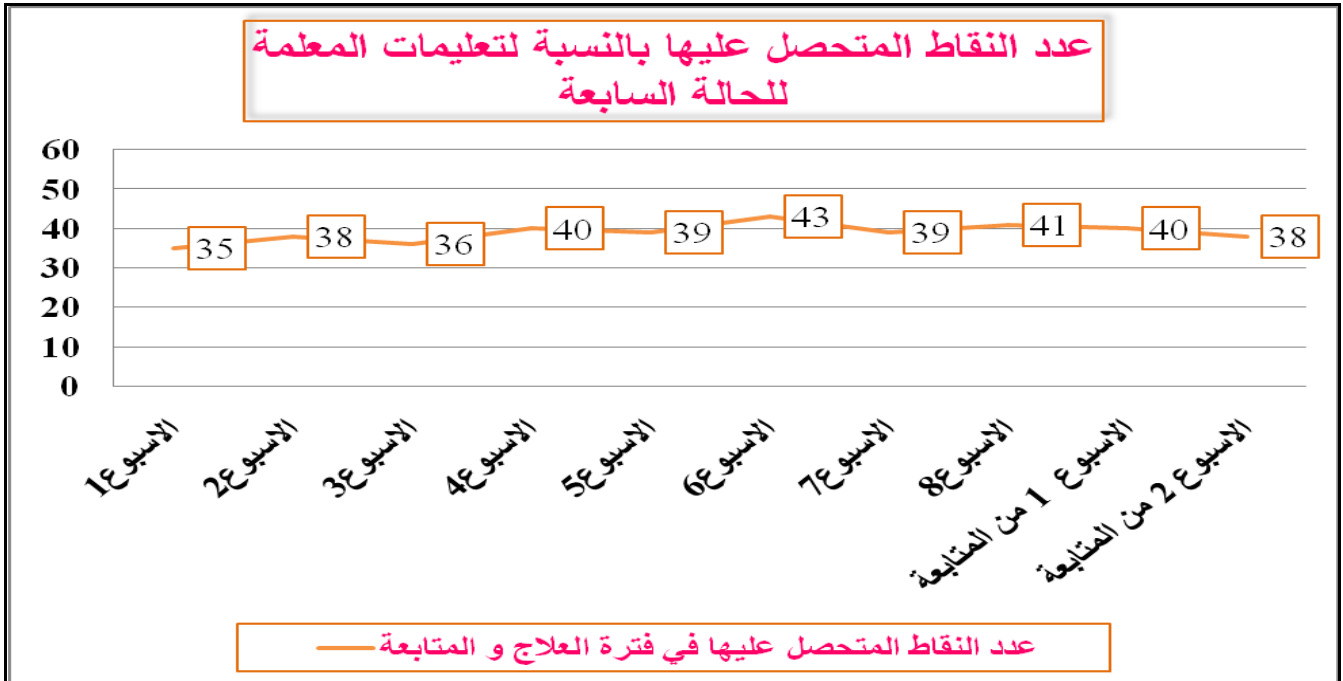 عدد النقاط المتحصل عليها بالنسبة لتعليمات المعلمة
للحالة السابعة
60
50
40
30
20
10
0
35
38
36
40
39
43
39
41
40
38
الاسبوع1
الاسبوع2
الاسبوع3
الاسبوع4
الاسبوع5
الاسبوع6
الاسبوع7
الاسبوع8
الاسبوع 1 من المتابعة
الاسبوع 2 من المتابعة
عدد النقاط المتحصل عليها في فترة العلاج و المتابعة